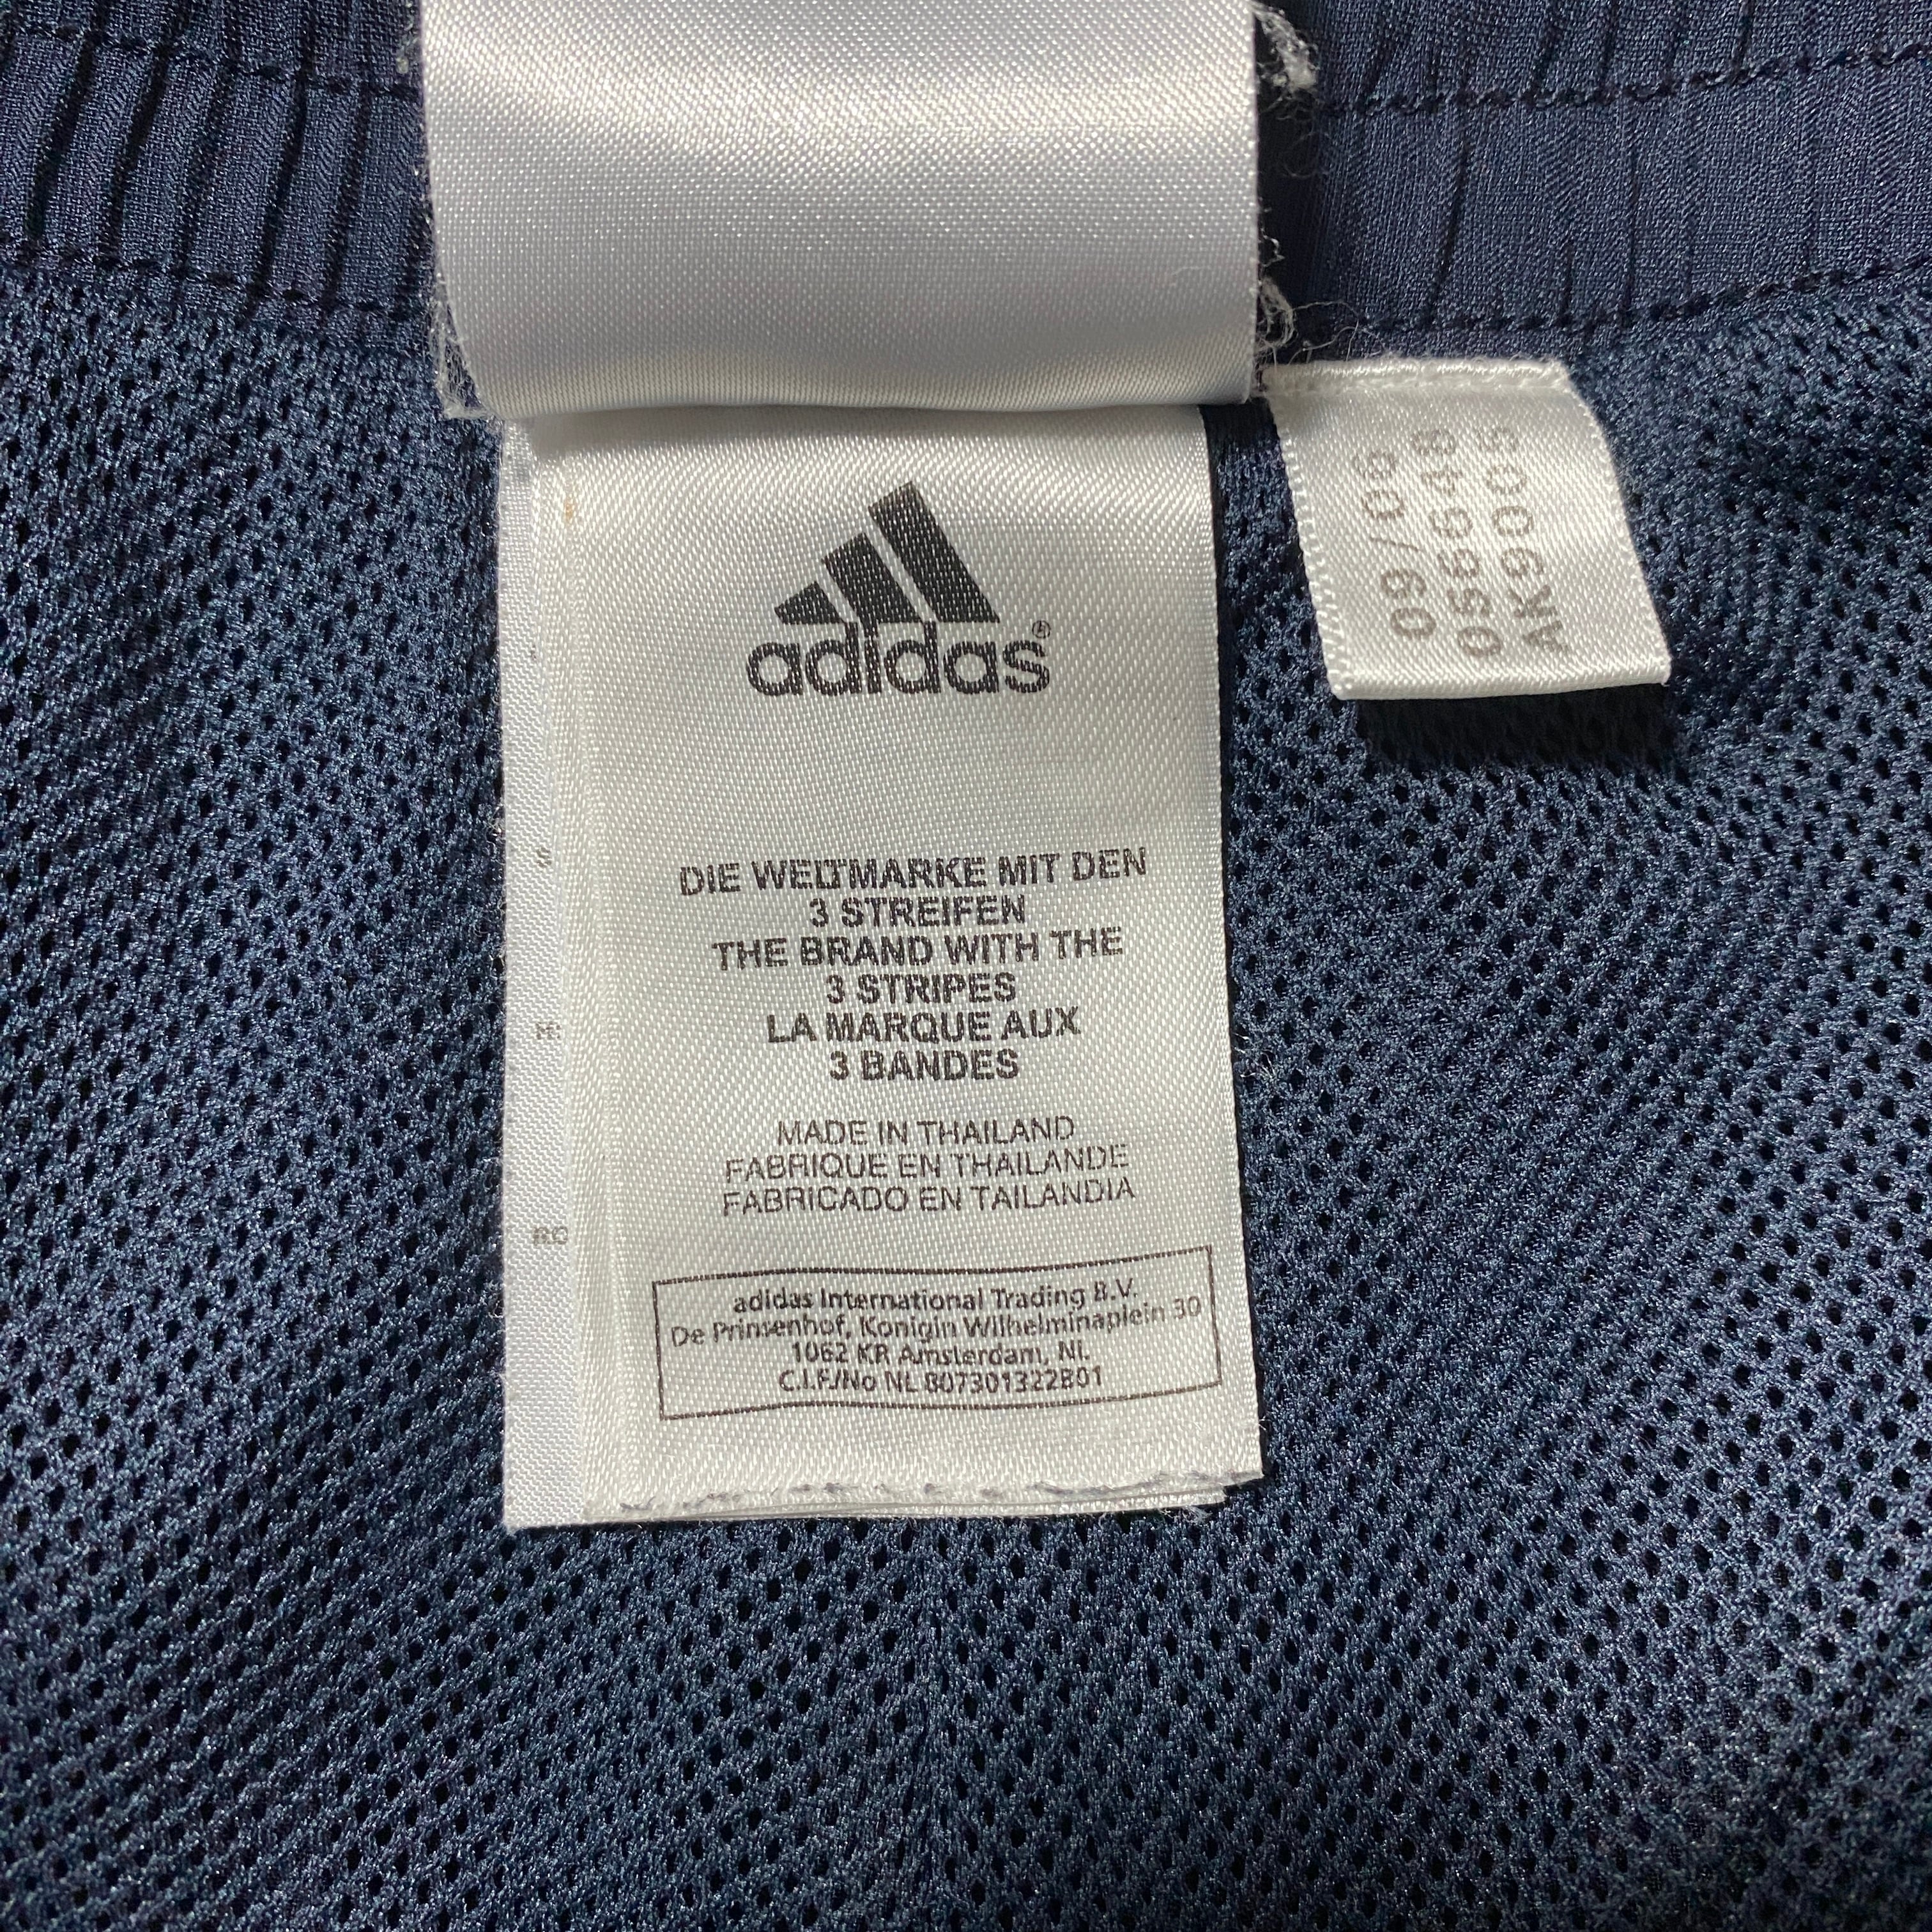 adidas®
DIE WELTMARKE MIT DEN
3 STREIFEN
THE BRAND WITH THE
3 STRIPES
LA MARQUE AUX
3 BANDES
MADE IN THAILAND
FABRIQUE EN THAILANDE
FABRICADO EN TAILANDIA
adidas International Trading B.V.
De Prinsenhof, Konigin Wilhelminaplein 30
1062 KR Amsterdam, Nl.
C.I.F./No NL 807301322B01
09/06
056948
AK9005
S
H:
RC